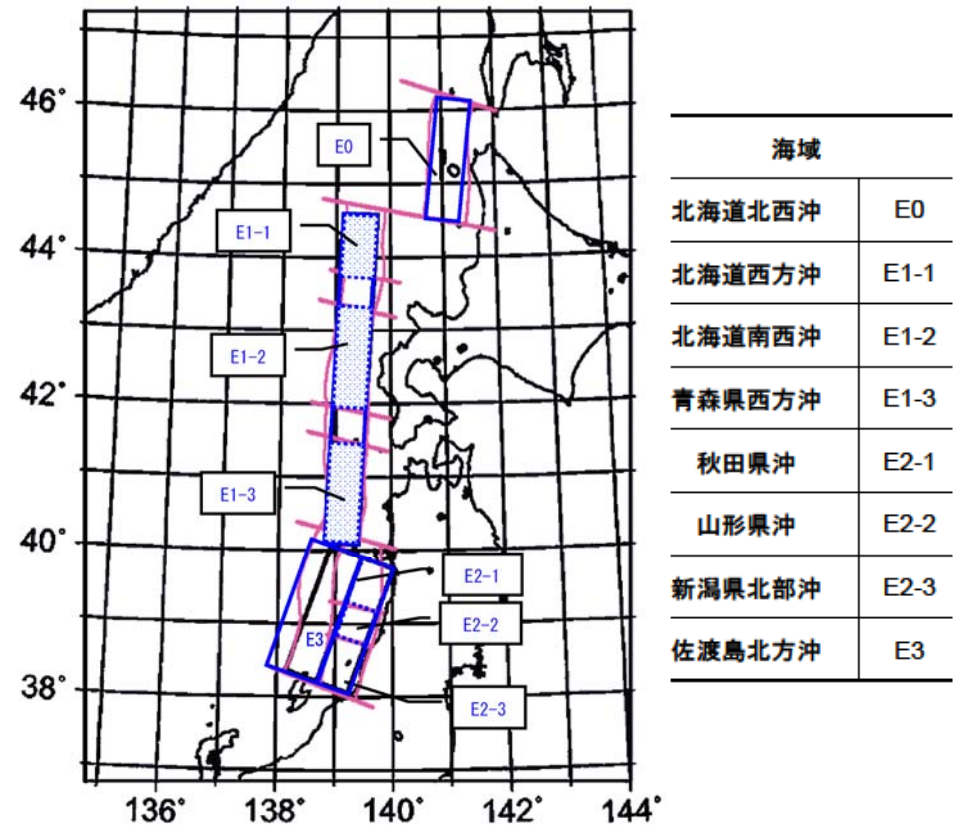 46°
44°
42°
40°
38°
136°
138°
140°
142°
144°
E0
E1-1
E1-2
E1-3
E2-1
E2-2
E3
E2-3
海域
北海道北西沖 E0
北海道西方沖 E1-1
北海道南西沖 E1-2
青森県西方沖 E1-3
秋田県沖 E2-1
山形県沖 E2-2
新潟県北部沖 E2-3
佐渡島北方沖 E3